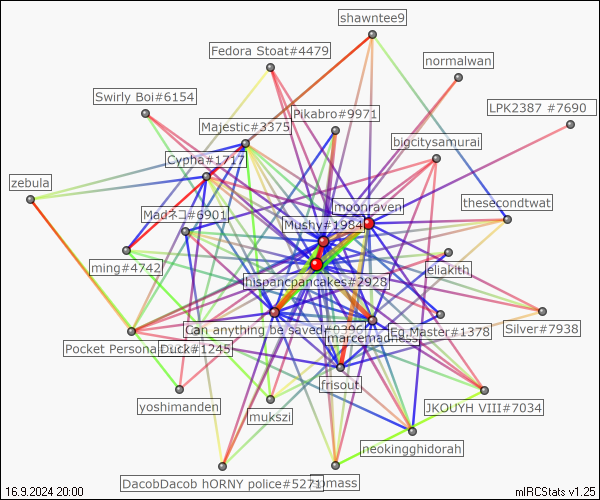 shawntee9
Fedora Stoat#4479
normalwan
Swirly Boi#6154
LPK2387 #7690
Pikabro#9971
Majestic#3375
bigcitysamurai
Cypha#1717
zebula
moonraven
thesecondtwat
Madネコ#6901
Mushy#1984
ming#4742
eliakith
hispancpancakes#2928
Can anything be saved
Eg.Master#1378
Silver#7938
marcemadness
Pocket Persona
Duck#1245
frisout
yoshimanden
mukszi
JKOUYH VIII#7034
neokingghidorah
DacobDacob hORNY police#5271
16.9.2024 20:00
mIRCStats v1.25